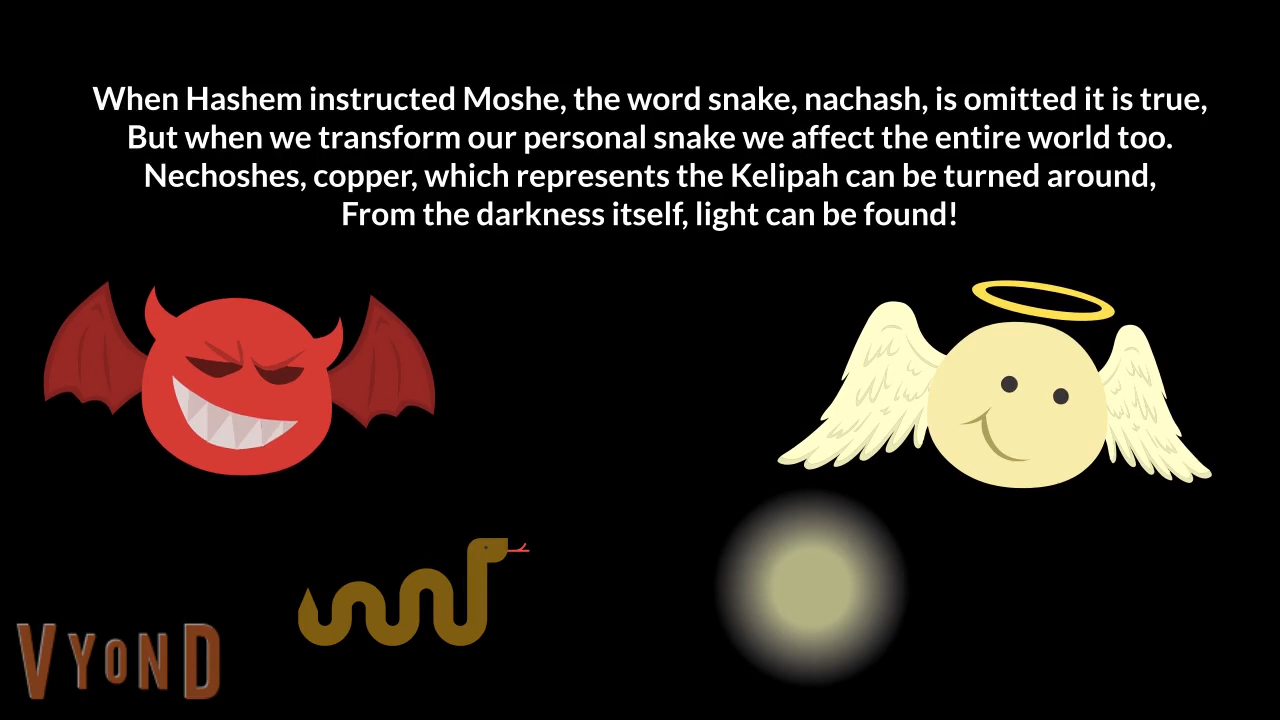 When Hashem instructed Moshe, the word snake, nachash, is omitted it is true,
But when we transform our personal snake we affect the entire world too.
Nechoshes, copper, which represents the Kelipah can be turned around,
From the darkness itself, light can be found!
VYOND